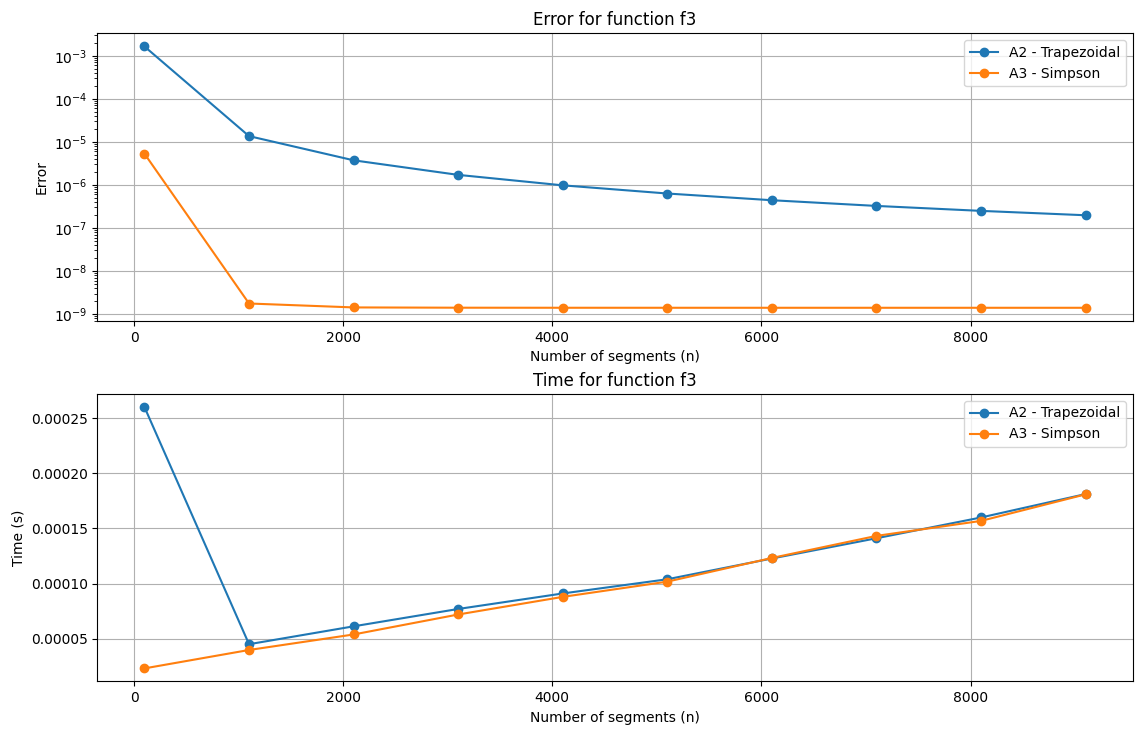 Error for function f3
A2 - Trapezoidal
A3 - Simpson
Error
10⁻³
10⁻⁴
10⁻⁵
10⁻⁶
10⁻⁷
10⁻⁸
10⁻⁹
0 2000 4000 6000 8000
Number of segments (n)
Time for function f3
A2 - Trapezoidal
A3 - Simpson
Time (s)
0.00025
0.00020
0.00015
0.00010
0.00005
0 2000 4000 6000 8000
Number of segments (n)